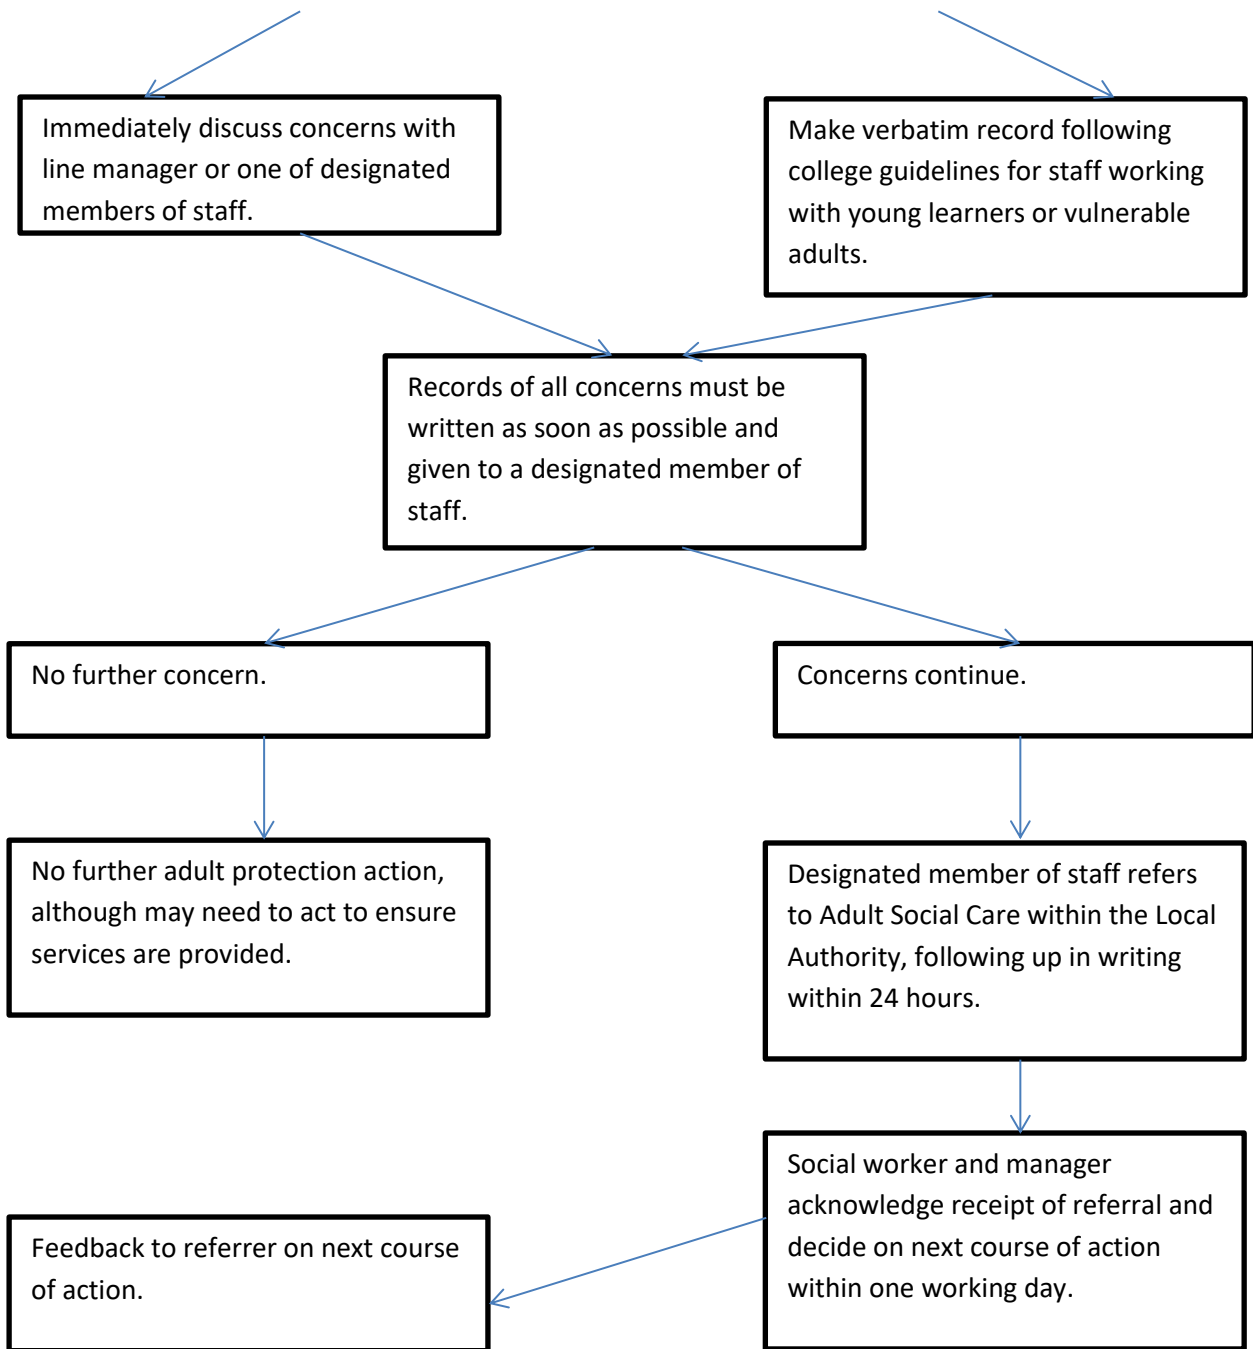 Immediately discuss concerns with
line manager or one of designated
members of staff.
Make verbatim record following
college guidelines for staff working
with young learners or vulnerable
adults.
Records of all concerns must be
written as soon as possible and
given to a designated member of
staff.
No further concern.
Concerns continue.
No further adult protection action,
although may need to act to ensure
services are provided.
Designated member of staff refers
to Adult Social Care within the Local
Authority, following up in writing
within 24 hours.
Social worker and manager
acknowledge receipt of referral and
decide on next course of action
within one working day.
Feedback to referrer on next course
of action.